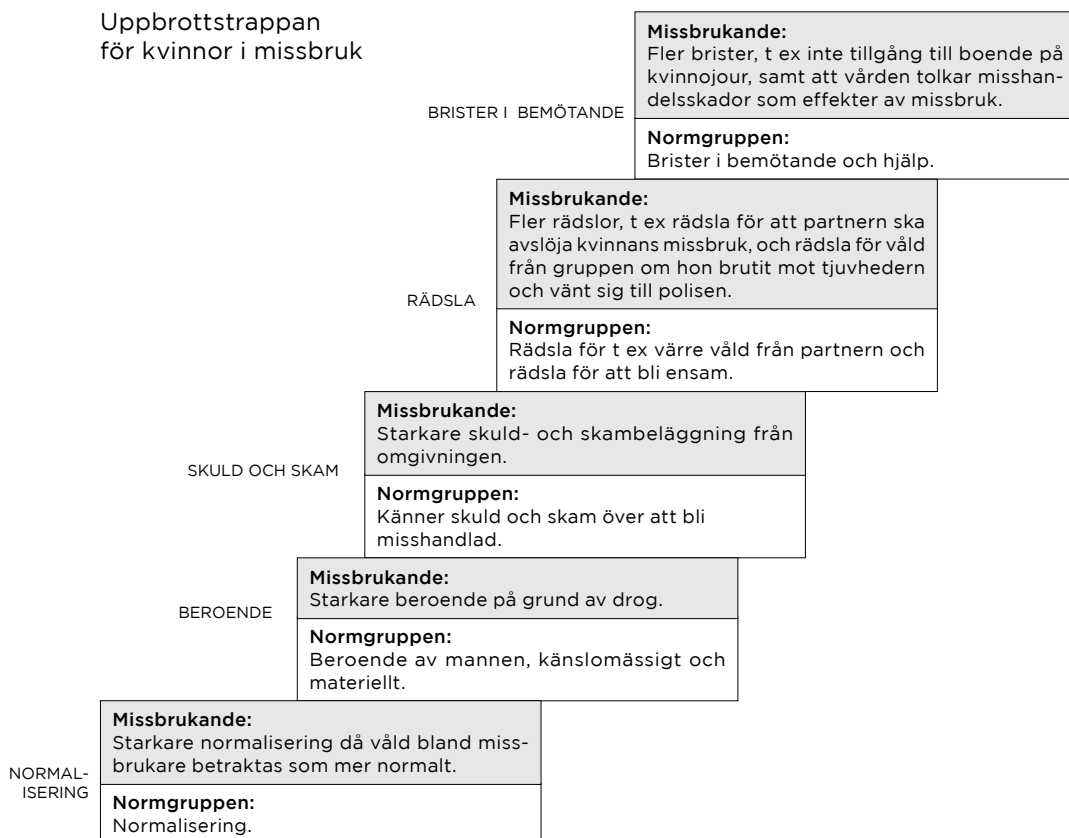 Uppbrottstrappan
för kvinnor i missbruk
BRISTER I BEMÖTANDE
Missbrukande:
Fler brister, t ex inte tillgång till boende på
kvinnojour, samt att vården tolkar misshan-
delsskador som effekter av missbruk.
Normgruppen:
Brister i bemötande och hjälp.
RÄDSLA
Missbrukande:
Fler rädslor, t ex rädsla för att partnern ska
avslöja kvinnans missbruk, och rädsla för våld
från gruppen om hon brutit mot tjuvhedern
och vänt sig till polisen.
Normgruppen:
Rädsla för t ex värre våld från partnern och
rädsla för att bli ensam.
SKULD OCH SKAM
Missbrukande:
Starkare skuld- och skambeläggning från
omgivningen.
Normgruppen:
Känner skuld och skam över att bli
misshandlad.
BEROENDE
Missbrukande:
Starkare beroende på grund av drog.
Normgruppen:
Beroende av mannen, känslomässigt och
materiellt.
NORMAL-
ISERING
Missbrukande:
Starkare normalisering då våld bland miss-
brukare betraktas som mer normalt.
Normgruppen:
Normalisering.